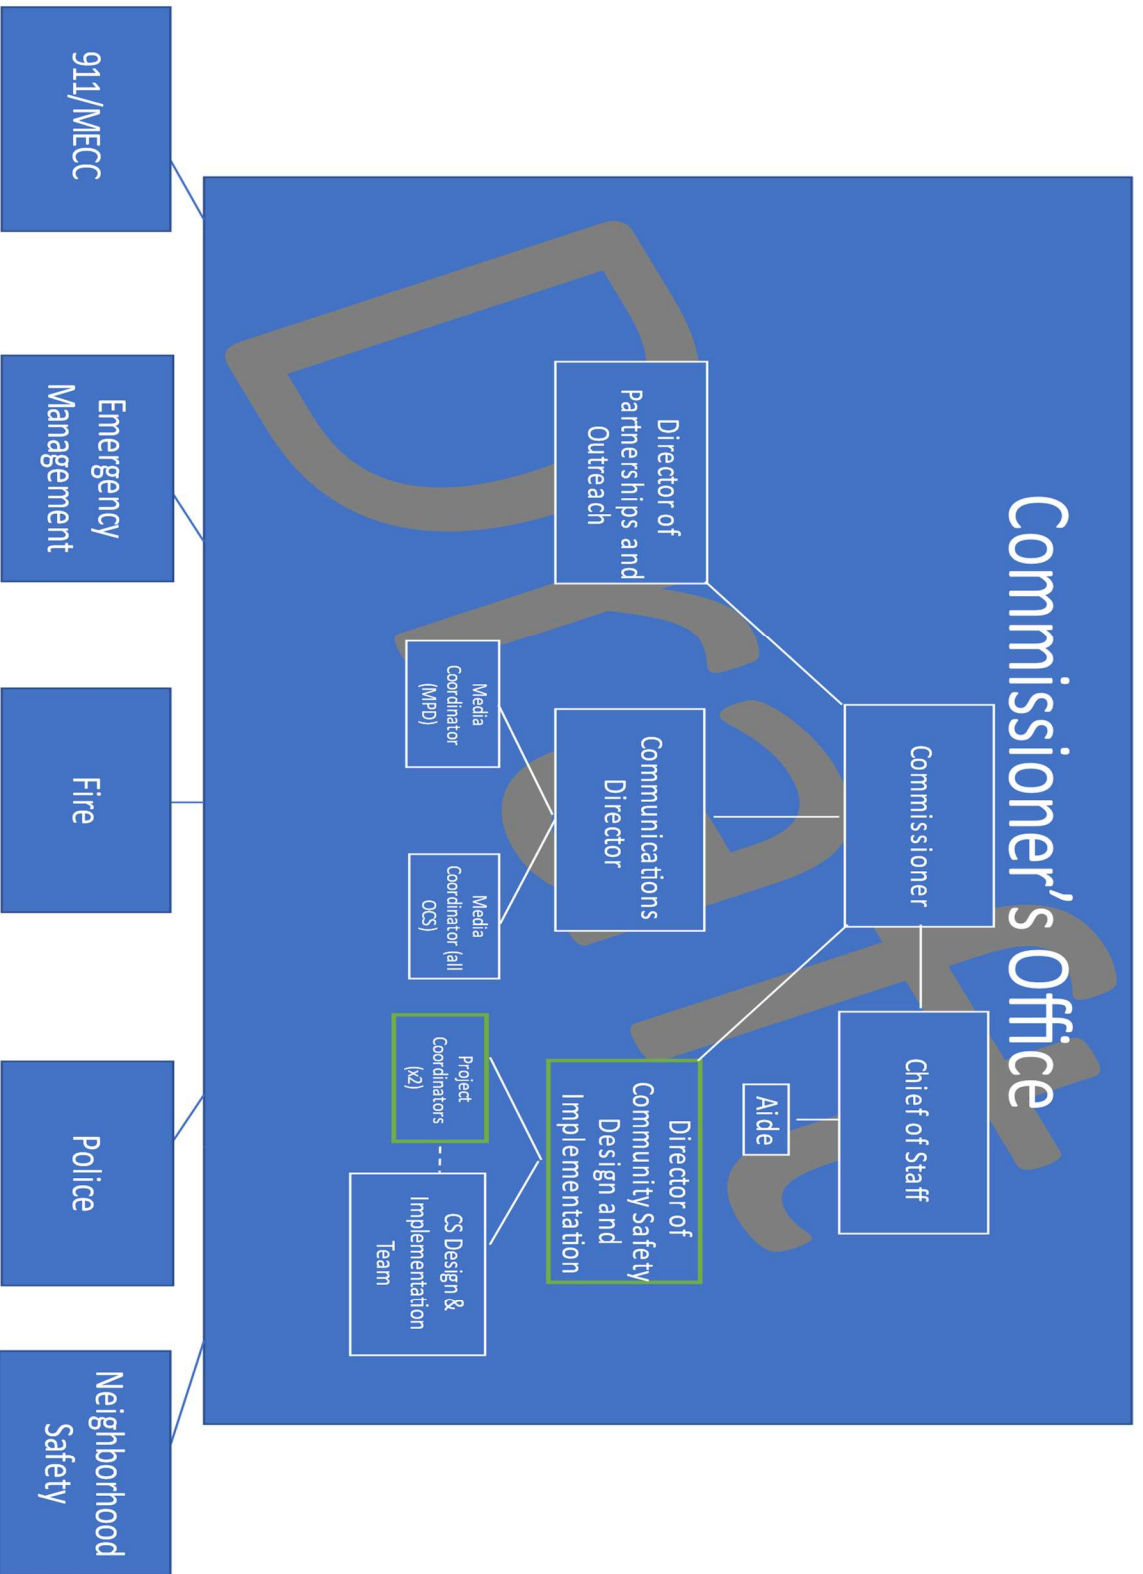 Commissioner's Office
Commissioner
Chief of Staff
Aide
Director of
Partnerships and
Outreach
Communications
Director
Director of
Community Safety
Design and
Implementation
Media
Coordinator
(MPD)
Media
Coordinator (all
OCS)
Project
Coordinators
(x2)
CS Design &
Implementation
Team
911/MECC
Emergency
Management
Fire
Police
Neighborhood
Safety
Draft